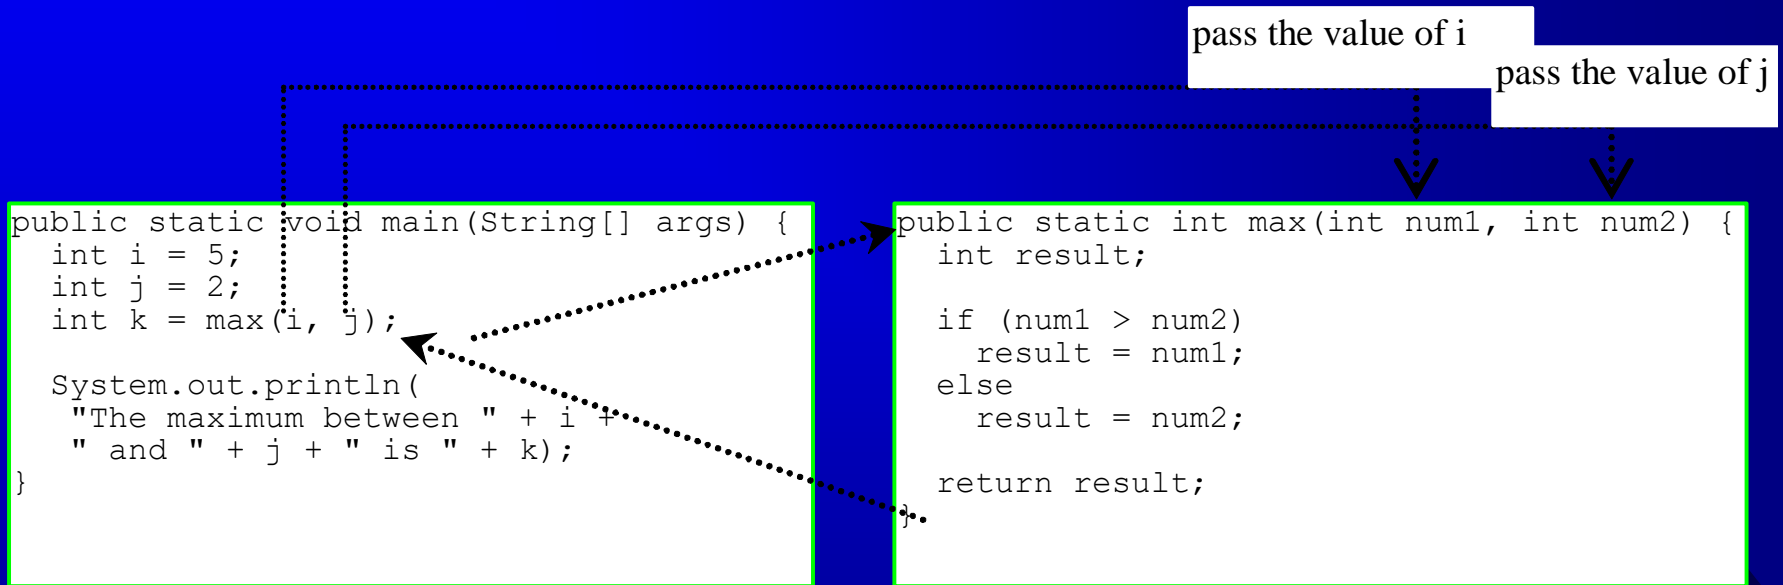 pass the value of i
pass the value of j
public static void main(String[] args) {
  int i = 5;
  int j = 2;
  int k = max(i, j);

  System.out.println(
   "The maximum between " + i +
   " and " + j + " is " + k);
}
public static int max(int num1, int num2) {
  int result;

  if (num1 > num2)
    result = num1;
  else
    result = num2;

  return result;
}